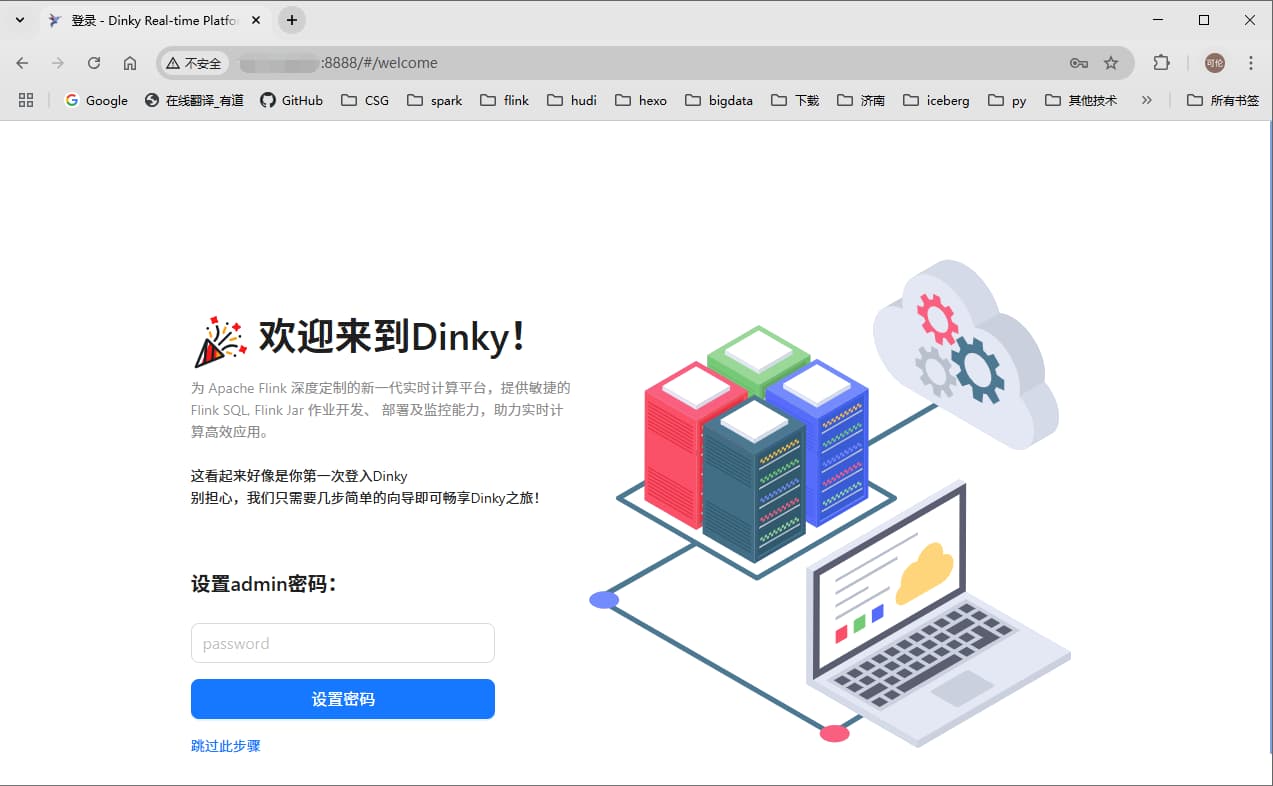 登录 - Dinky Real-time Platfo
不安全 :8888/#/welcome 可伦
Google 在线翻译_有道 GitHub CSG spark flink hudi hexo bigdata 下载 济南 iceberg py 其他技术 所有书签
欢迎来到Dinky！
为 Apache Flink 深度定制的新一代实时计算平台，提供敏捷的
Flink SQL, Flink Jar 作业开发、 部署及监控能力，助力实时计
算高效应用。
这看起来好像是你第一次登入Dinky
别担心，我们只需要几步简单的向导即可畅享Dinky之旅！
设置admin密码：
password
设置密码
跳过此步骤